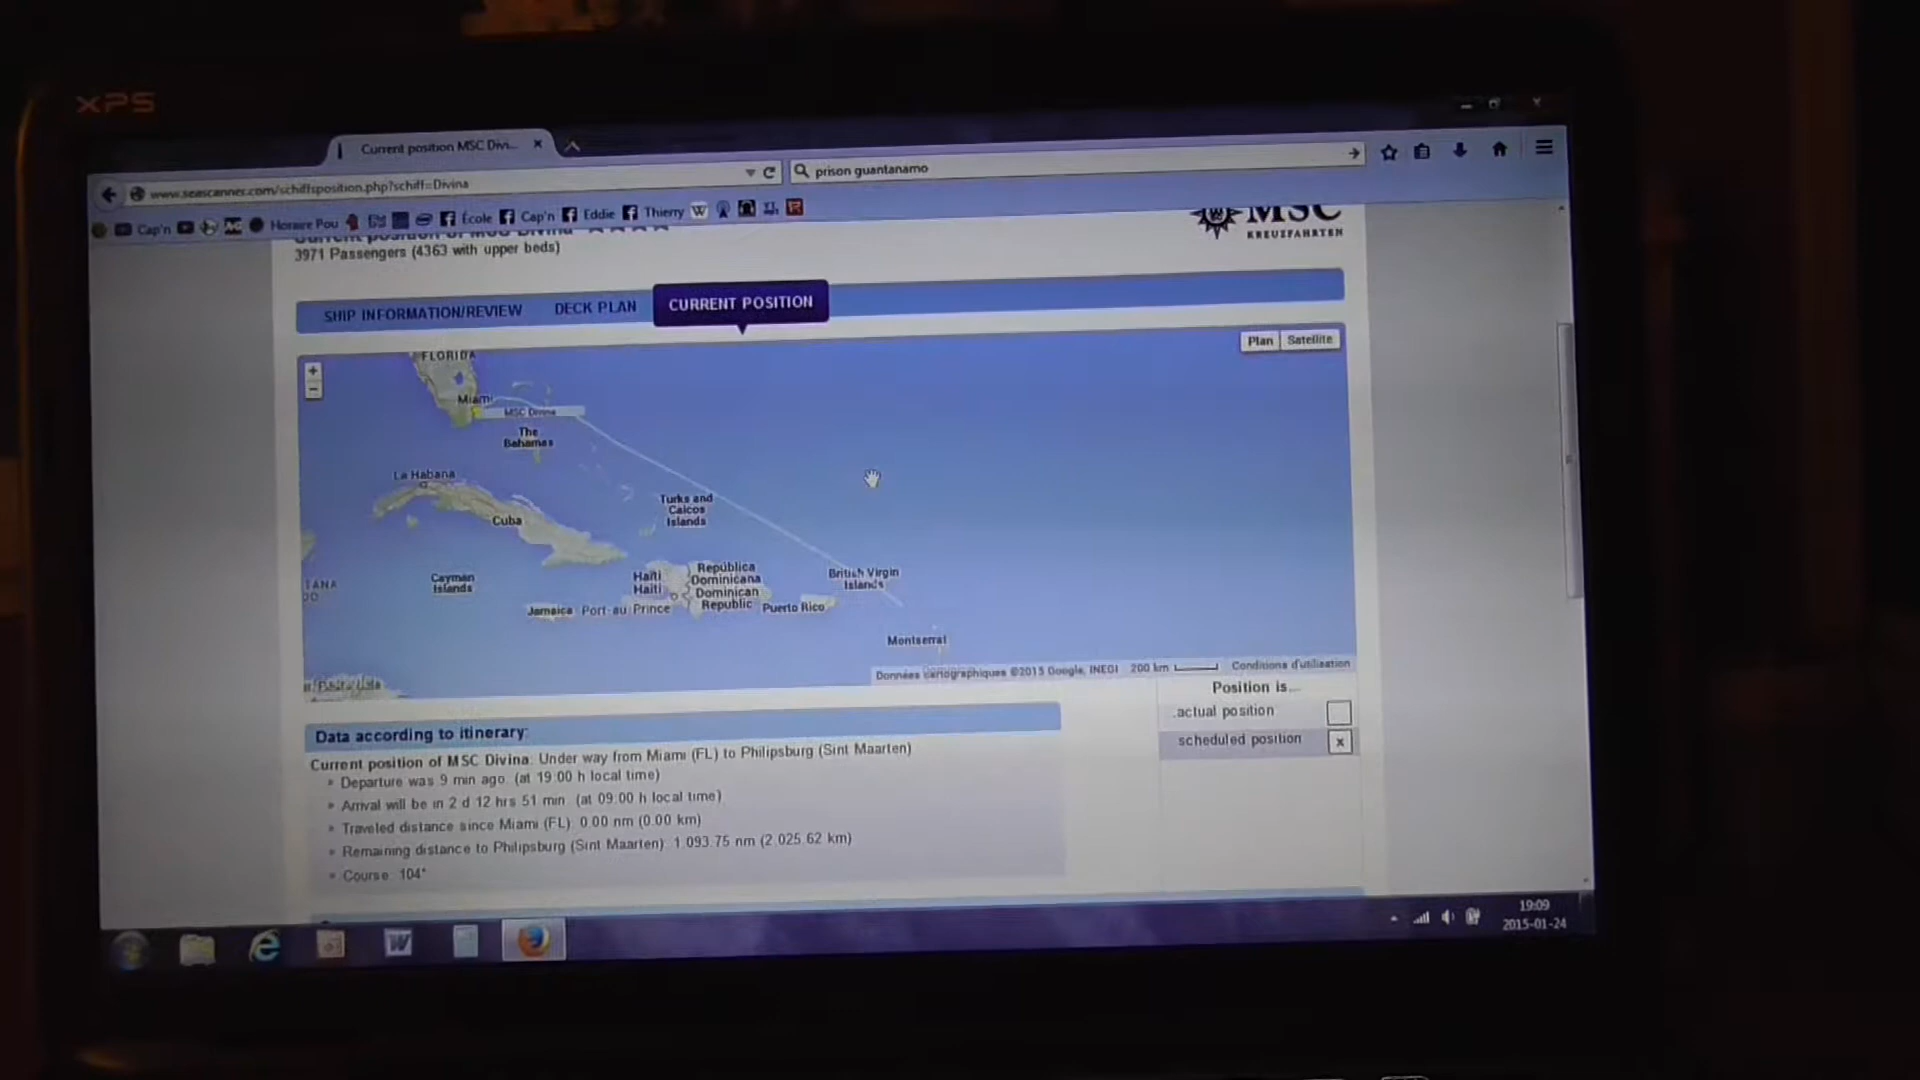 XPS
Current position MSC Divi...
www.seascanner.com/schiffsposition.php?schiff=Divina
prison guantanamo
Cap'n
Horaire Pou
École
Cap'n
Eddie
Thierry
W
MSC
KREUZFAHRTEN
Current position of MSC Divina
3971 Passengers (4363 with upper beds)
SHIP INFORMATION/REVIEW
DECK PLAN
CURRENT POSITION
Plan
Satellite
+
−
FLORIDA
Miami
MSC Divina
The
Bahamas
La Habana
Cuba
Turks and
Caicos
Islands
Cayman
Islands
Haïti
Haiti
República
Dominicana
Dominican
Republic
British Virgin
Islands
Jamaica
Port-au Prince
Puerto Rico
Montserrat
Données cartographiques ©2015 Google, INEGI
200 km
Conditions d'utilisation
Position is...
.actual position
scheduled position
x
Data according to itinerary:
Current position of MSC Divina: Under way from Miami (FL) to Philipsburg (Sint Maarten)
» Departure was 9 min ago. (at 19:00 h local time)
» Arrival will be in 2 d 12 hrs 51 min. (at 09:00 h local time)
» Traveled distance since Miami (FL): 0.00 nm (0.00 km)
» Remaining distance to Philipsburg (Sint Maarten): 1.093.75 nm (2.025.62 km)
» Course: 104°
19:09
2015-01-24